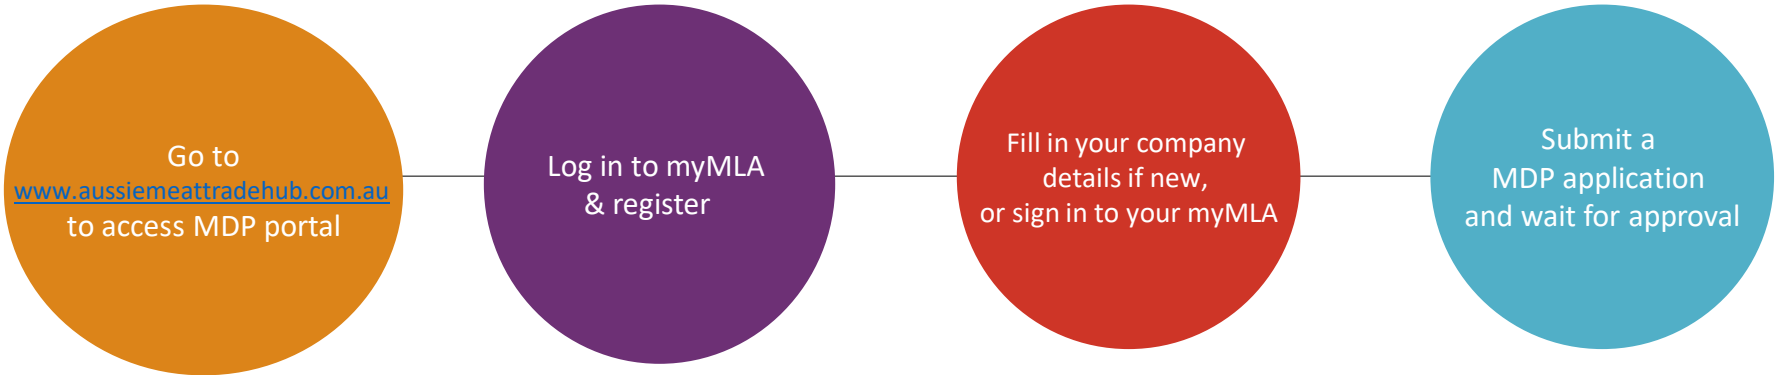 Go to
www.aussiemeattradehub.com.au
to access MDP portal
Log in to myMLA
& register
Fill in your company
details if new,
or sign in to your myMLA
Submit a
MDP application
and wait for approval